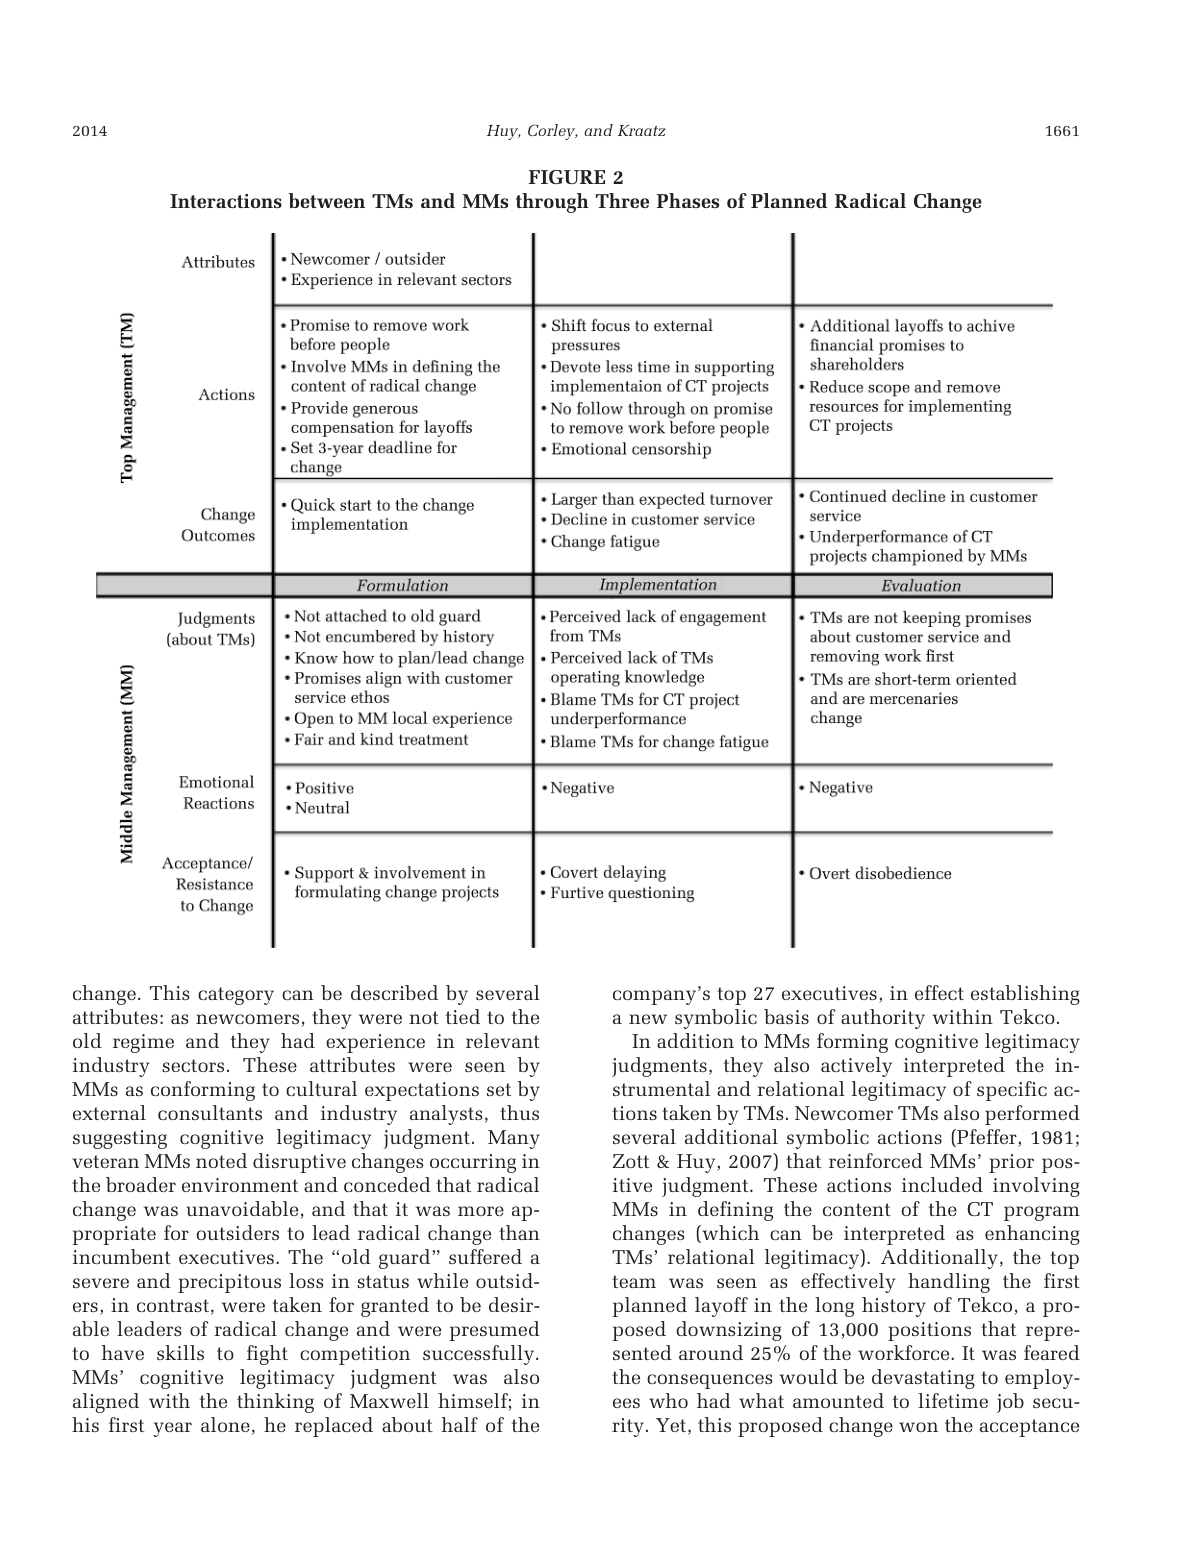 2014
Huy, Corley, and Kraatz
1661
FIGURE 2
Interactions between TMs and MMs through Three Phases of Planned Radical Change
Top Management (TM)
Attributes
• Newcomer / outsider
• Experience in relevant sectors
Actions
• Promise to remove work
before people
• Involve MMs in defining the
content of radical change
• Provide generous
compensation for layoffs
• Set 3-year deadline for
change
• Shift focus to external
pressures
• Devote less time in supporting
implementaion of CT projects
• No follow through on promise
to remove work before people
• Emotional censorship
• Additional layoffs to achive
financial promises to
shareholders
• Reduce scope and remove
resources for implementing
CT projects
Change
Outcomes
• Quick start to the change
implementation
• Larger than expected turnover
• Decline in customer service
• Change fatigue
• Continued decline in customer
service
• Underperformance of CT
projects championed by MMs
Formulation
Implementation
Evaluation
Middle Management (MM)
Judgments
(about TMs)
• Not attached to old guard
• Not encumbered by history
• Know how to plan/lead change
• Promises align with customer
service ethos
• Open to MM local experience
• Fair and kind treatment
• Perceived lack of engagement
from TMs
• Perceived lack of TMs
operating knowledge
• Blame TMs for CT project
underperformance
• Blame TMs for change fatigue
• TMs are not keeping promises
about customer service and
removing work first
• TMs are short-term oriented
and are mercenaries
change
Emotional
Reactions
• Positive
• Neutral
• Negative
• Negative
Acceptance/
Resistance
to Change
• Support & involvement in
formulating change projects
• Covert delaying
• Furtive questioning
• Overt disobedience
change. This category can be described by several
attributes: as newcomers, they were not tied to the
old regime and they had experience in relevant
industry sectors. These attributes were seen by
MMs as conforming to cultural expectations set by
external consultants and industry analysts, thus
suggesting cognitive legitimacy judgment. Many
veteran MMs noted disruptive changes occurring in
the broader environment and conceded that radical
change was unavoidable, and that it was more ap-
propriate for outsiders to lead radical change than
incumbent executives. The “old guard” suffered a
severe and precipitous loss in status while outsid-
ers, in contrast, were taken for granted to be desir-
able leaders of radical change and were presumed
to have skills to fight competition successfully.
MMs’ cognitive legitimacy judgment was also
aligned with the thinking of Maxwell himself; in
his first year alone, he replaced about half of the
company’s top 27 executives, in effect establishing
a new symbolic basis of authority within Tekco.
In addition to MMs forming cognitive legitimacy
judgments, they also actively interpreted the in-
strumental and relational legitimacy of specific ac-
tions taken by TMs. Newcomer TMs also performed
several additional symbolic actions (Pfeffer, 1981;
Zott & Huy, 2007) that reinforced MMs’ prior pos-
itive judgment. These actions included involving
MMs in defining the content of the CT program
changes (which can be interpreted as enhancing
TMs’ relational legitimacy). Additionally, the top
team was seen as effectively handling the first
planned layoff in the long history of Tekco, a pro-
posed downsizing of 13,000 positions that repre-
sented around 25% of the workforce. It was feared
the consequences would be devastating to employ-
ees who had what amounted to lifetime job secu-
rity. Yet, this proposed change won the acceptance